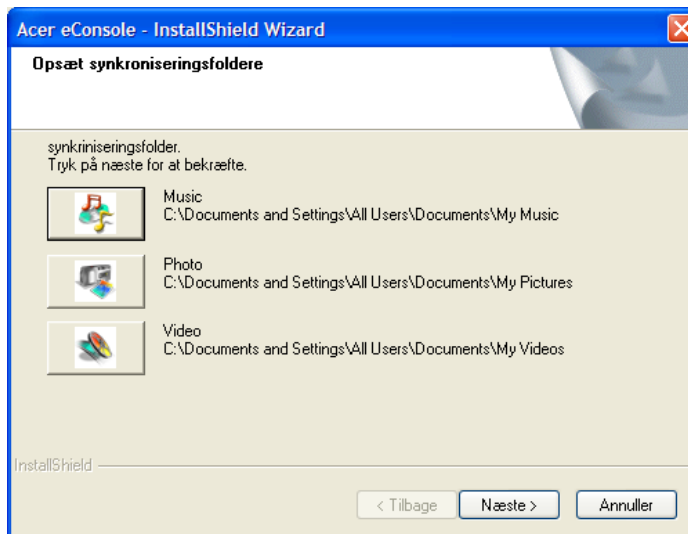 Acer eConsole - InstallShield Wizard
Opsæt synkroniseringsfoldere
synkriniseringsfolder.
Tryk på næste for at bekræfte.
Music
C:\Documents and Settings\All Users\Documents\My Music
Photo
C:\Documents and Settings\All Users\Documents\My Pictures
Video
C:\Documents and Settings\All Users\Documents\My Videos
InstallShield
< Tilbage
Næste >
Annuller